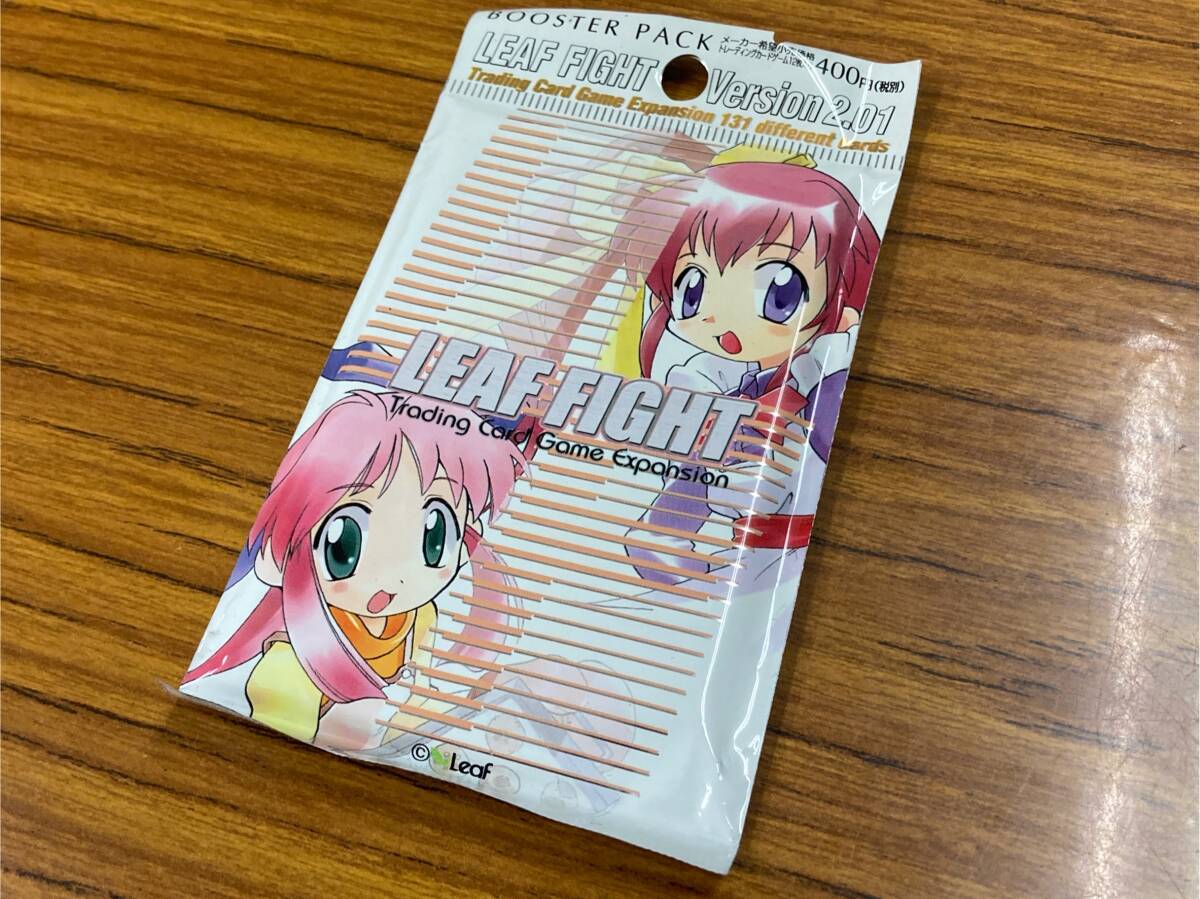 BOOSTER PACK
メーカー希望小売価格
トレーディングカードゲーム12枚
400円(税別)
LEAF FIGHT Version 2.01
Trading Card Game Expansion 131 different Cards
LEAF FIGHT
Trading Card Game Expansion
© Leaf